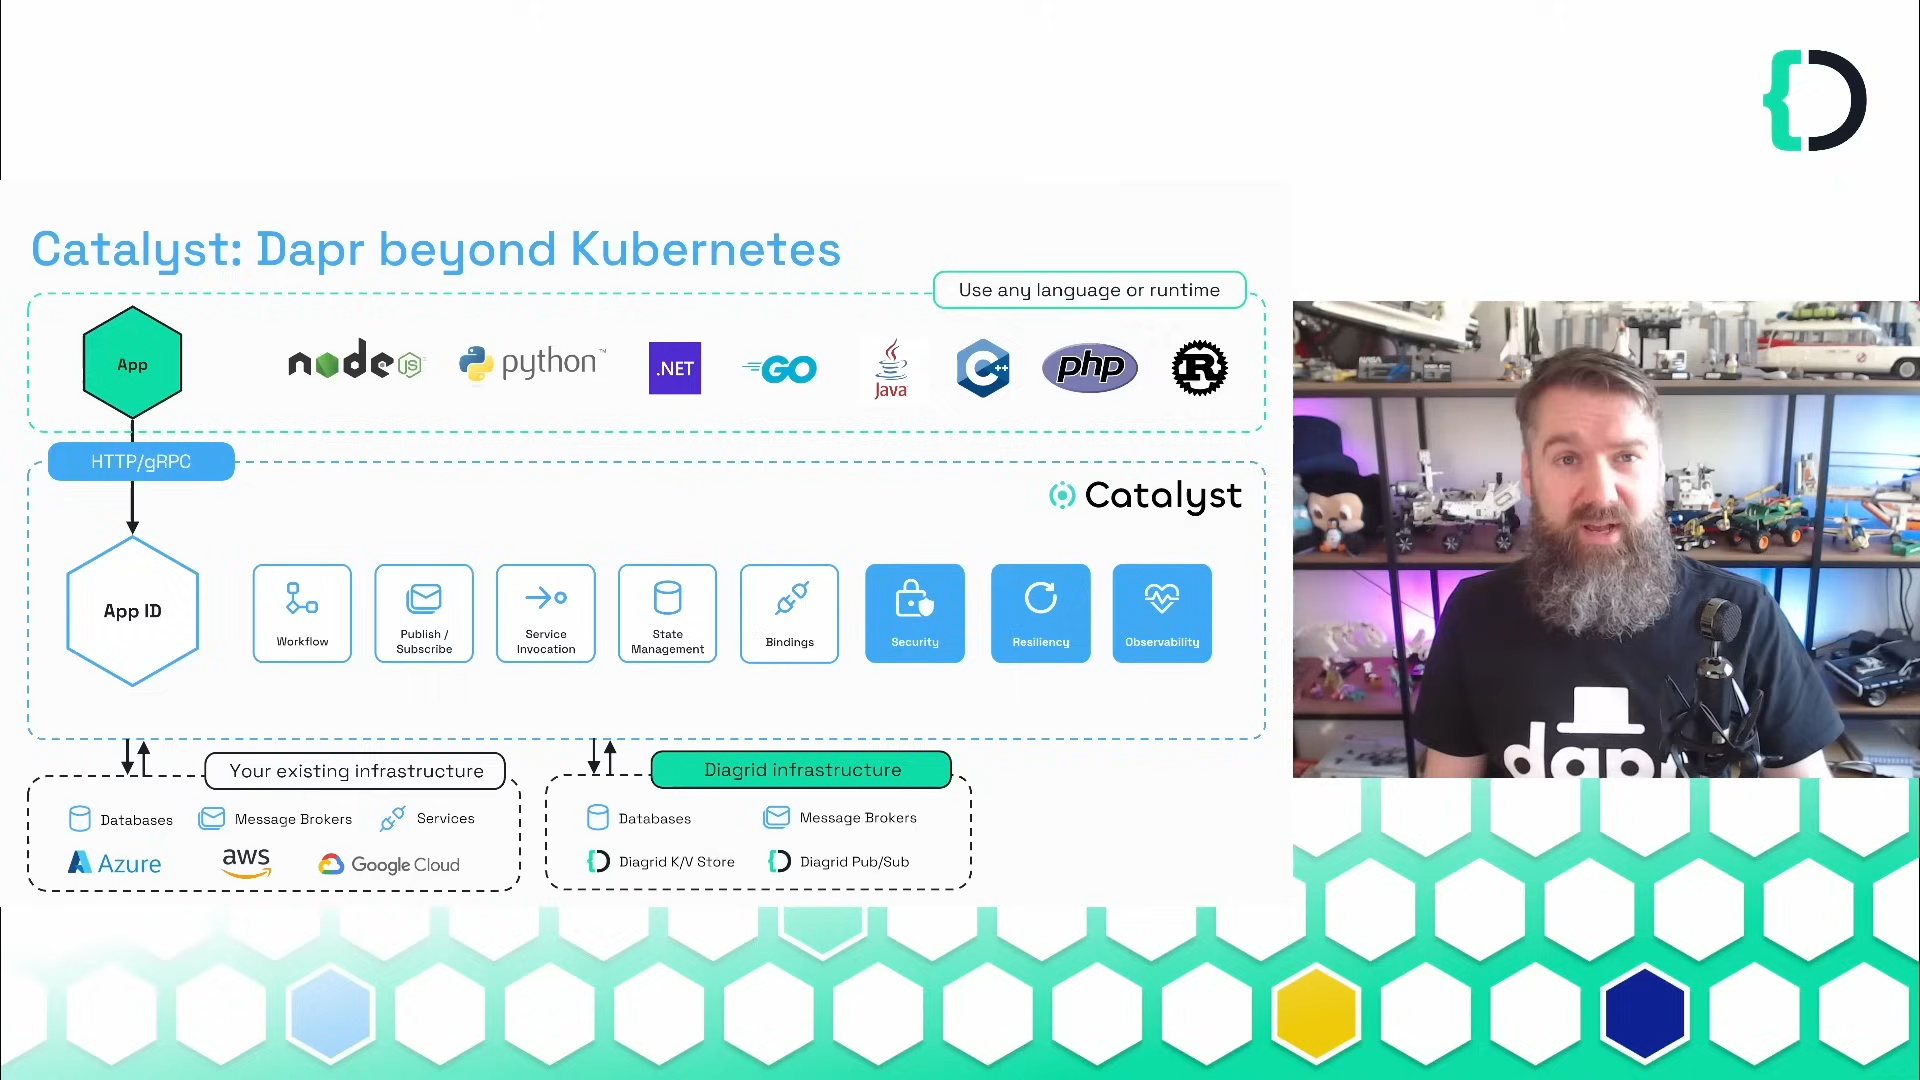 Catalyst: Dapr beyond Kubernetes
Use any language or runtime
App
node
JS
python™
.NET
GO
Java
C++
php
R
HTTP/gRPC
Catalyst
App ID
Workflow
Publish /
Subscribe
Service
Invocation
State
Management
Bindings
Security
Resiliency
Observability
Your existing infrastructure
Databases
Message Brokers
Services
Azure
aws
Google Cloud
Diagrid infrastructure
Databases
Message Brokers
Diagrid K/V Store
Diagrid Pub/Sub
dapr